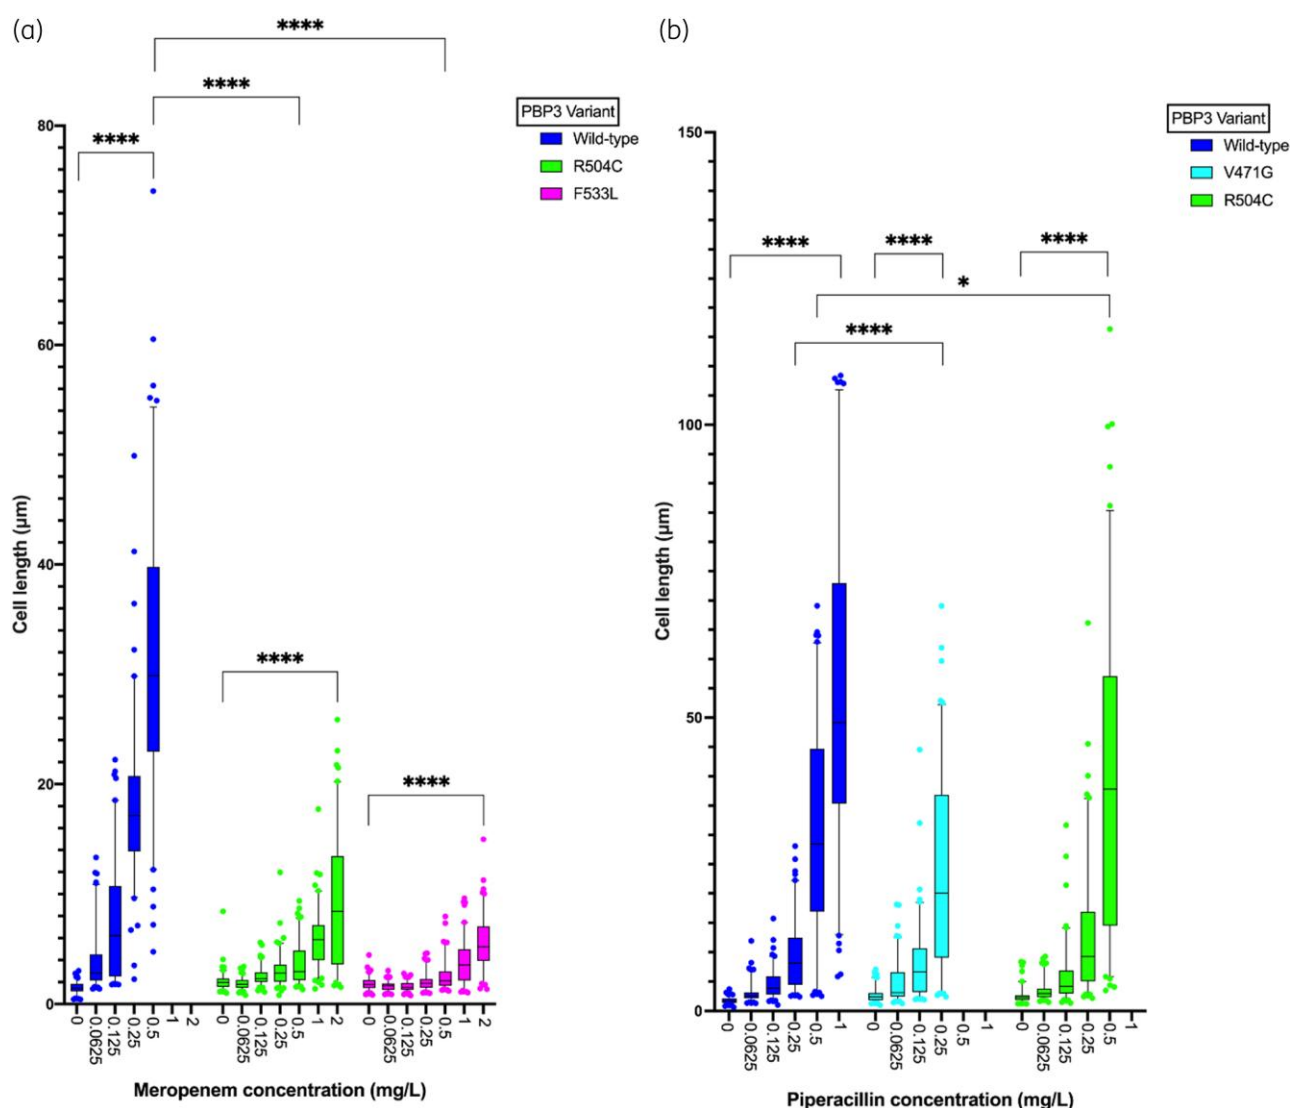 (a)
****
****
****
****
****
PBP3 Variant
Wild-type
R504C
F533L
80
60
40
20
0
Cell length (µm)
0 0.0625 0.125 0.25 0.5 1 2 0 0.0625 0.125 0.25 0.5 1 2 0 0.0625 0.125 0.25 0.5 1 2
Meropenem concentration (mg/L)
(b)
PBP3 Variant
Wild-type
V471G
R504C
**** **** ****
*
****
150
100
50
0
Cell length (µm)
0 0.0625 0.125 0.25 0.5 1 0 0.0625 0.125 0.25 0.5 1 0 0.0625 0.125 0.25 0.5 1
Piperacillin concentration (mg/L)